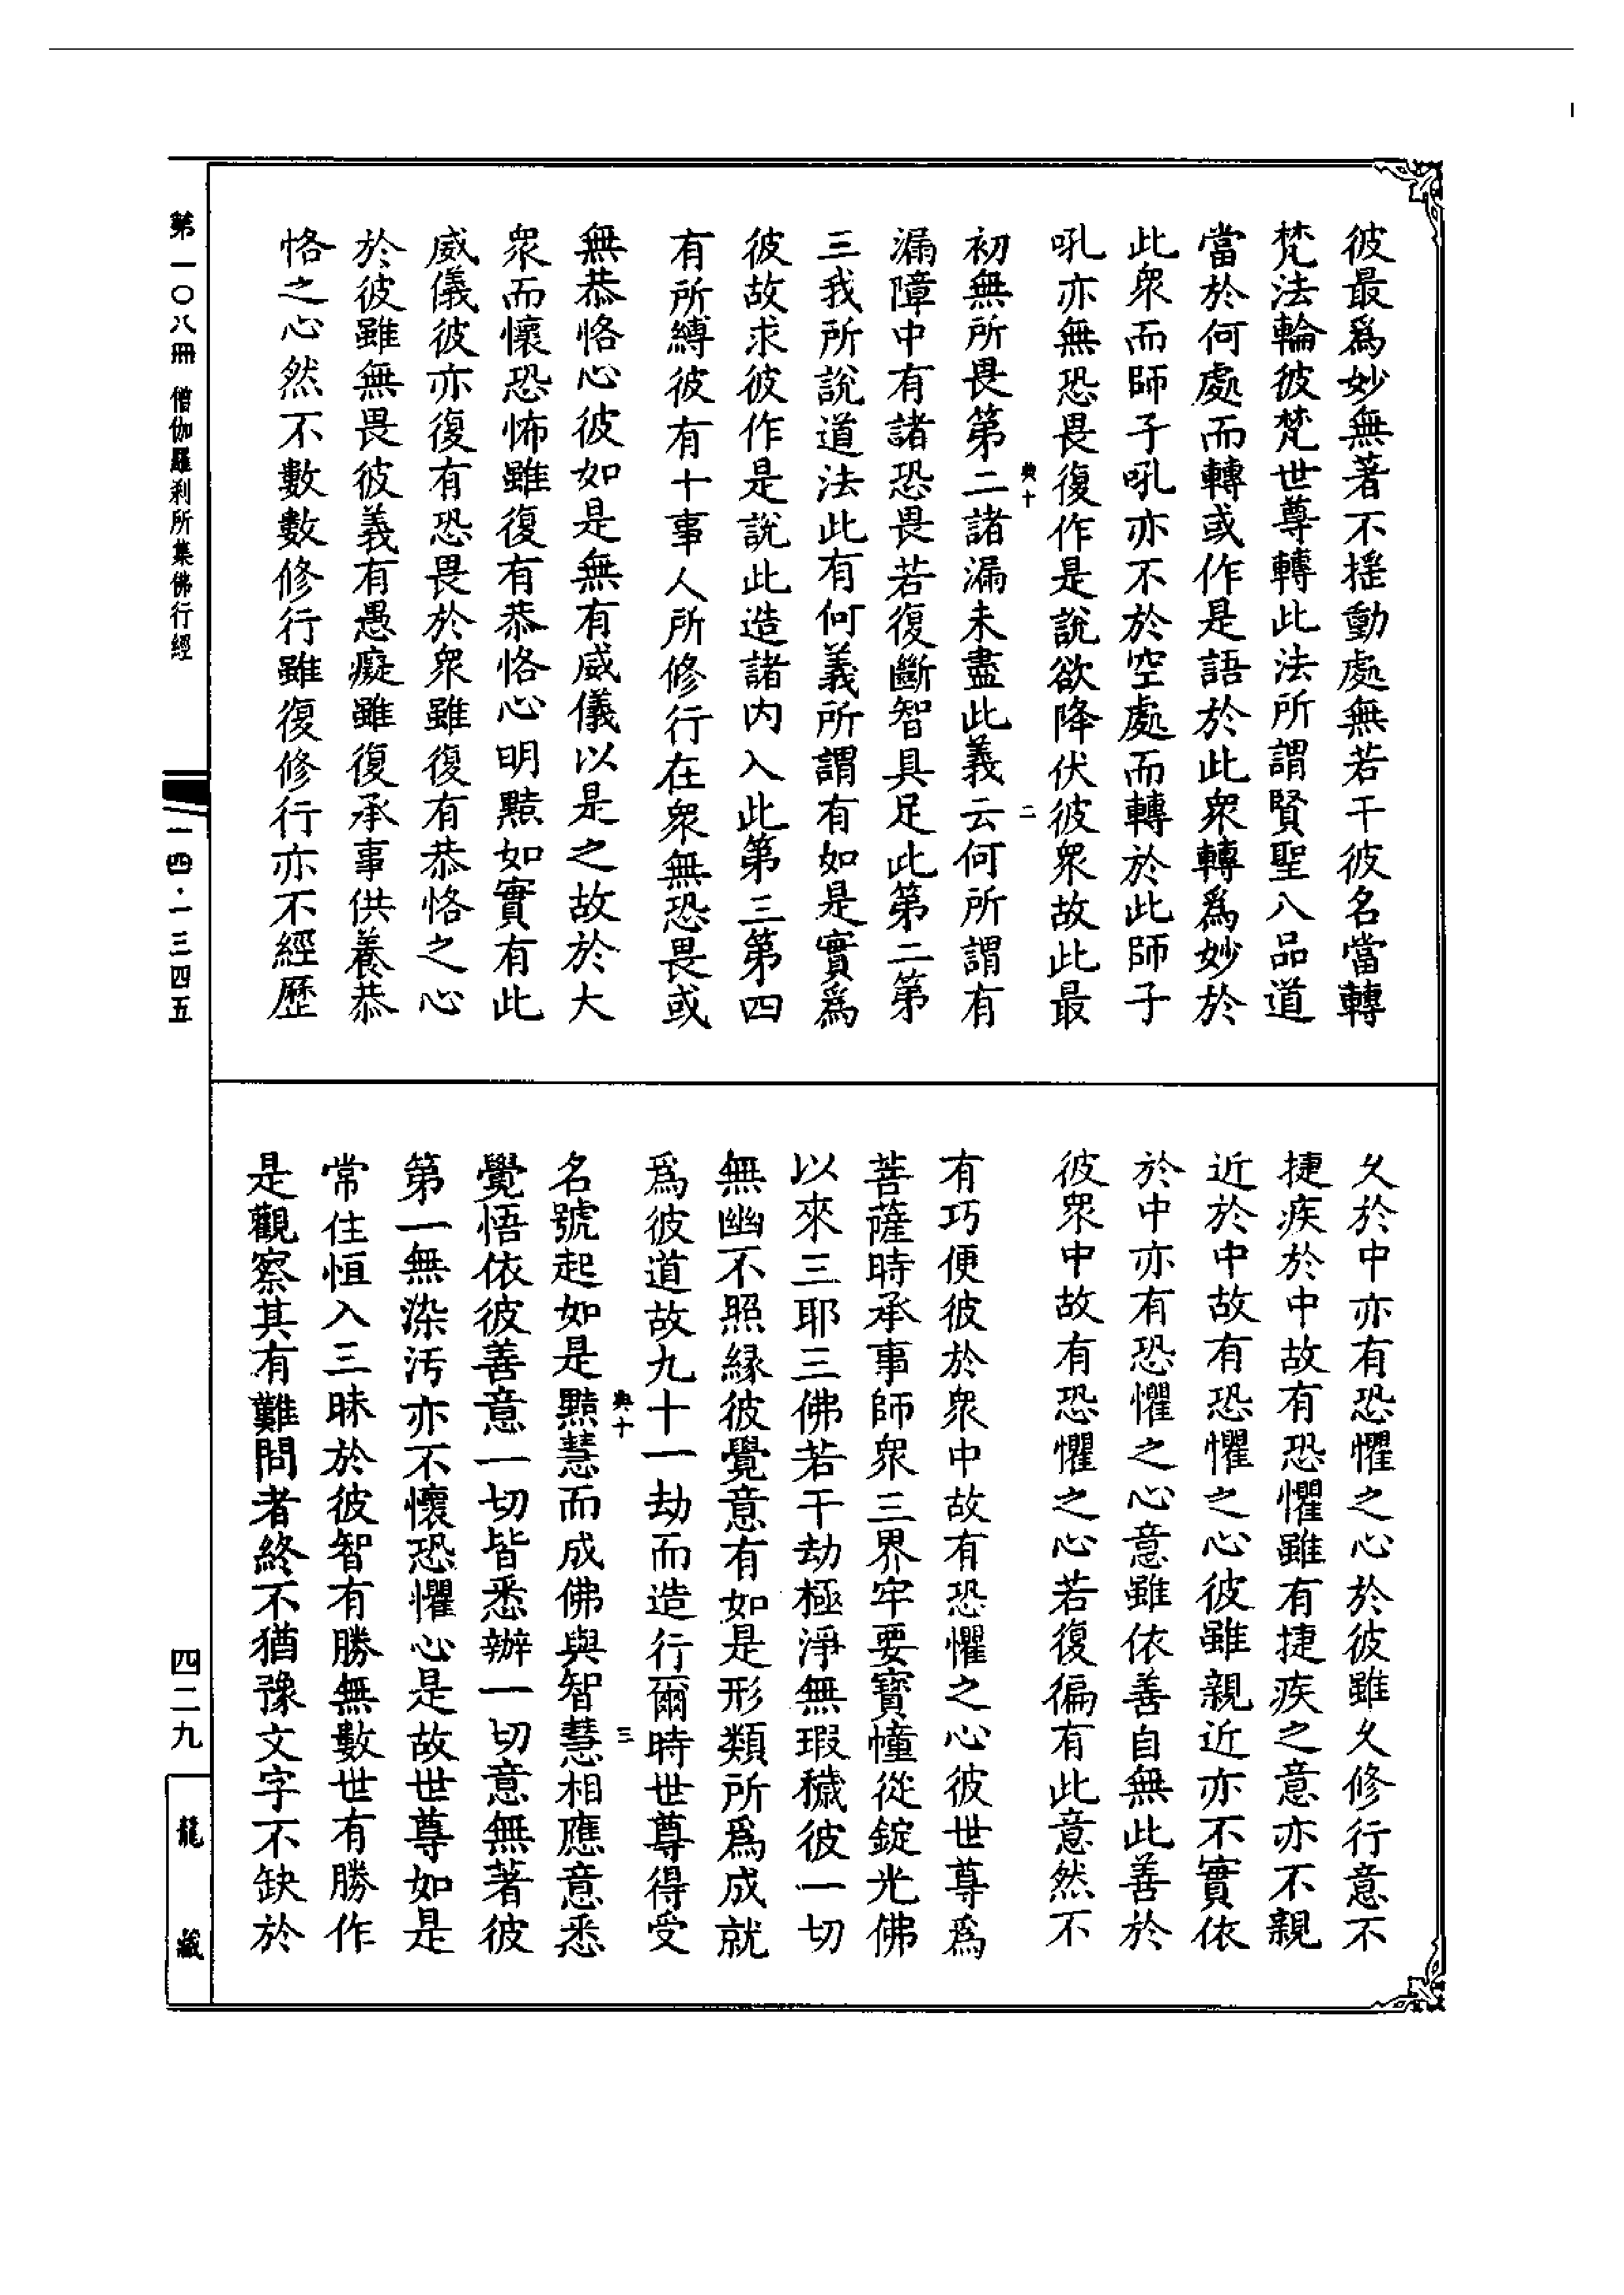 彼最爲妙無著不搖動處無若干彼名當轉
梵法輪彼梵世尊轉此法所謂賢聖八品道
當於何處而轉或作是語於此衆轉爲妙於
此衆而師子吼亦不於空處而轉於此師子
吼亦無恐畏復作是說欲降伏彼衆故此最
典十
二
初無所畏第二諸漏未盡此義云何所謂有
漏障中有諸恐畏若復斷智具足此第二第
三我所說道法此有何義所謂有如是實爲
彼故求彼作是說此造諸內入此第三第四
有所縛彼有十事人所修行在衆無恐畏或
無恭恪心彼如是無有威儀以是之故於大
衆而懷恐怖雖復有恭恪心明黠如實有此
威儀彼亦復有恐畏於衆雖復有恭恪之心
於彼雖無畏彼義有愚癡雖復承事供養恭
恪之心然不數數修行雖復修行亦不經歷
久於中亦有恐懼之心於彼雖久修行意不
捷疾於中故有恐懼雖有捷疾之意亦不親
近於中故有恐懼之心彼雖親近亦不實依
於中亦有恐懼之心意雖依善自無此善於
彼衆中故有恐懼之心若復徧有此意然不
有巧便彼於衆中故有恐懼之心彼世尊爲
菩薩時承事師衆三界牢要寶幢從錠光佛
以來三耶三佛若干劫極淨無瑕穢彼一切
無幽不照緣彼覺意有如是形類所爲成就
爲彼道故九十一劫而造行爾時世尊得受
典十
三
名號起如是黠慧而成佛與智慧相應意悉
覺悟依彼善意一切皆悉辦一切意無著彼
第一無染汚亦不懷恐懼心是故世尊如是
常住恒入三昧於彼智有勝無數世有勝作
是觀察其有難問者終不猶豫文字不缺於
第一〇八冊 僧伽羅刹所集佛行經
一四·一三四五
四二九
龍藏